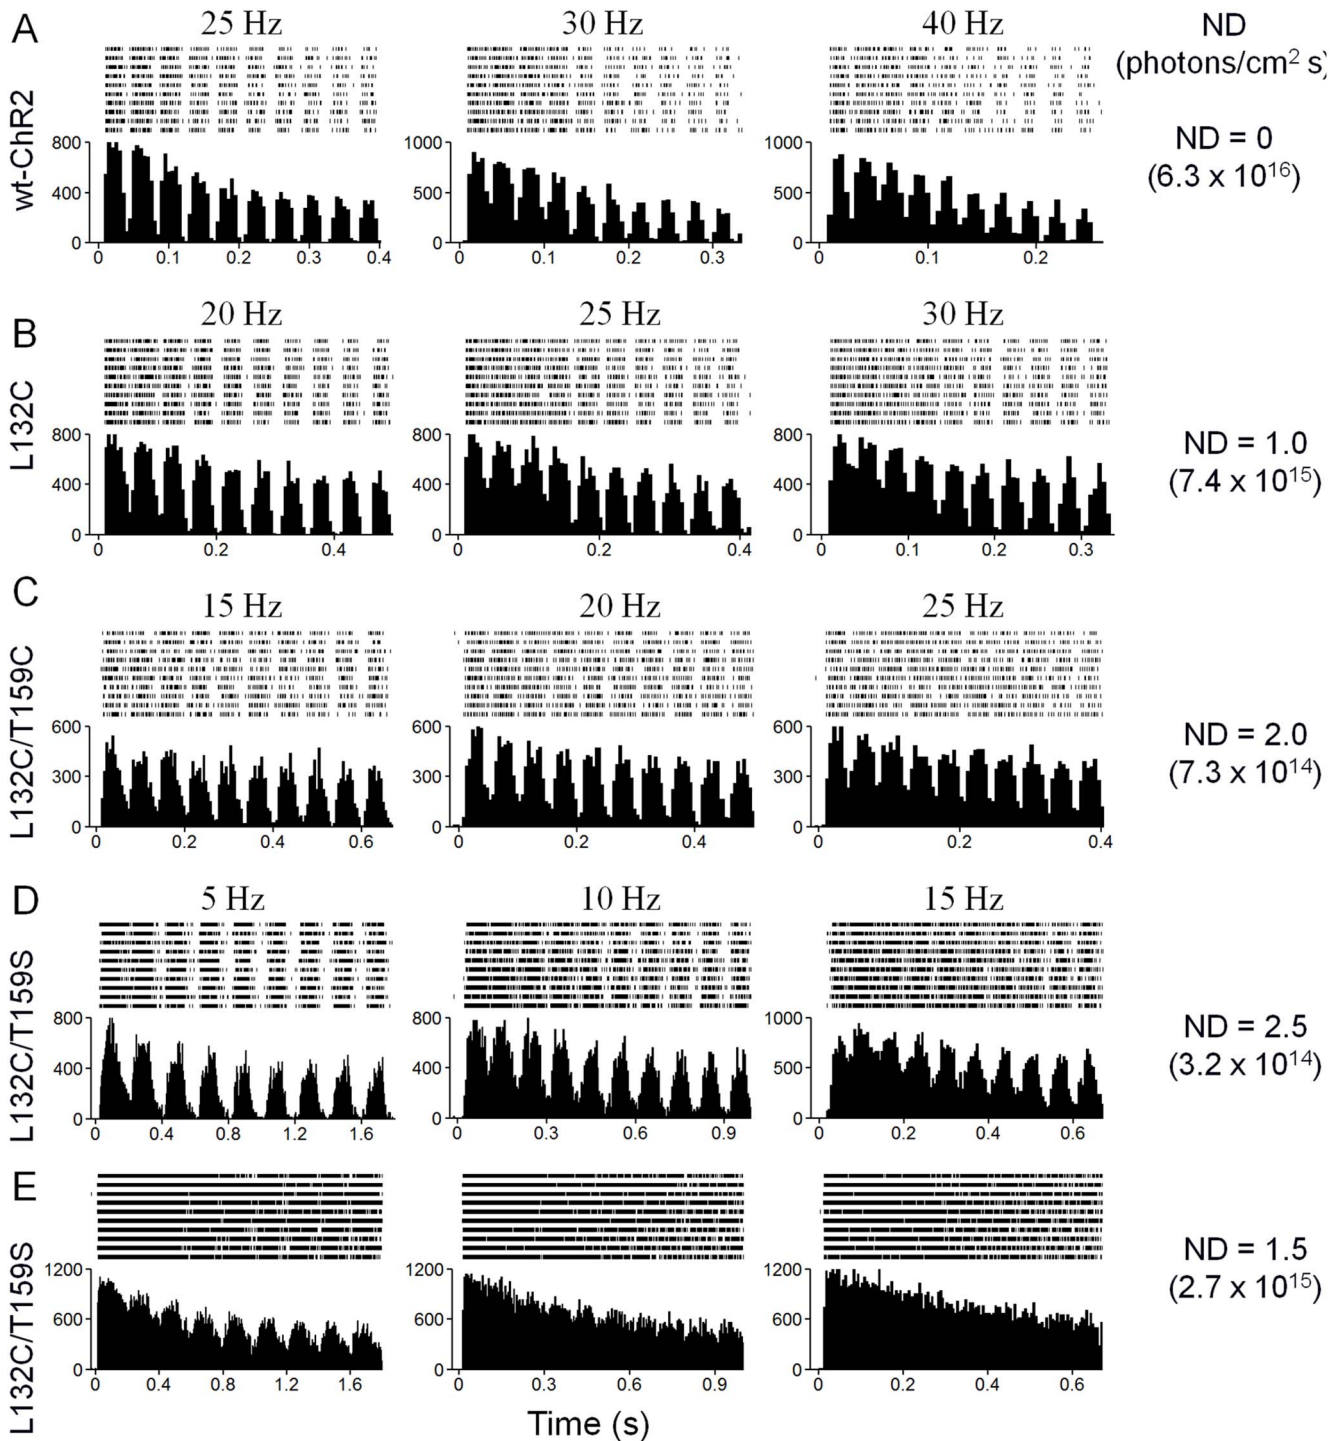 A
25 Hz
30 Hz
40 Hz
ND
(photons/cm² s)
wt-ChR2
800
400
0
0 0.1 0.2 0.3 0.4
1000
500
0
0 0.1 0.2 0.3
1000
500
0
0 0.1 0.2
ND = 0
(6.3 x 10¹⁶)
B
20 Hz
25 Hz
30 Hz
L132C
800
400
0
0 0.2 0.4
800
400
0
0 0.2 0.4
800
400
0
0 0.1 0.2 0.3
ND = 1.0
(7.4 x 10¹⁵)
C
15 Hz
20 Hz
25 Hz
L132C/T159C
600
300
0
0 0.2 0.4 0.6
600
300
0
0 0.2 0.4
600
300
0
0 0.2 0.4
ND = 2.0
(7.3 x 10¹⁴)
D
5 Hz
10 Hz
15 Hz
L132C/T159S
800
400
0
0 0.4 0.8 1.2 1.6
800
400
0
0 0.3 0.6 0.9
1000
500
0
0 0.2 0.4 0.6
ND = 2.5
(3.2 x 10¹⁴)
E
L132C/T159S
1200
600
0
0 0.4 0.8 1.2 1.6
1200
600
0
0 0.3 0.6 0.9
1200
600
0
0 0.2 0.4 0.6
ND = 1.5
(2.7 x 10¹⁵)
Time (s)